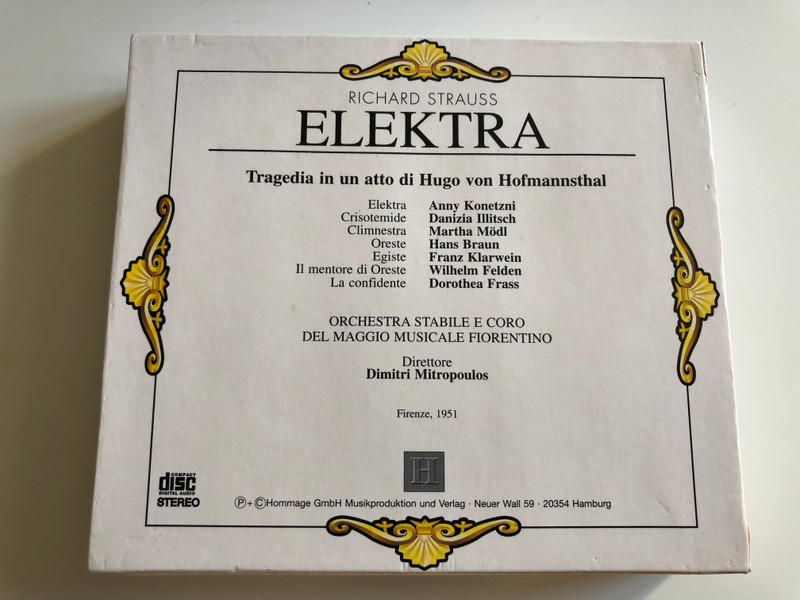 RICHARD STRAUSS
ELEKTRA
Tragedia in un atto di Hugo von Hofmannsthal
Elektra Anny Konetzni
Crisotemide Danizia Illitsch
Climnestra Martha Mödl
Oreste Hans Braun
Egiste Franz Klarwein
Il mentore di Oreste Wilhelm Felden
La confidente Dorothea Frass
ORCHESTRA STABILE E CORO
DEL MAGGIO MUSICALE FIORENTINO
Direttore
Dimitri Mitropoulos
Firenze, 1951
H
COMPACT
disc
DIGITAL AUDIO
STEREO
Ⓟ+©Hommage GmbH Musikproduktion und Verlag · Neuer Wall 59 · 20354 Hamburg